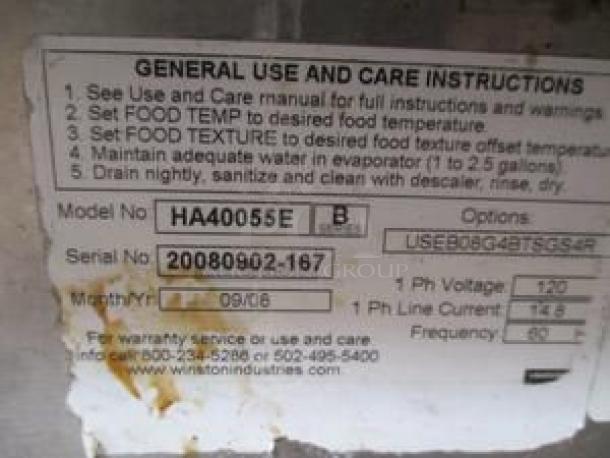 GENERAL USE AND CARE INSTRUCTIONS
1. See Use and Care manual for full instructions and warnings.
2. Set FOOD TEMP to desired food temperature.
3. Set FOOD TEXTURE to desired food texture offset temperatur
4. Maintain adequate water in evaporator (1 to 2.5 gallons).
5. Drain nightly, sanitize and clean with descaler, rinse, dry.
Model No HA40055E B SERIES
Serial No 20080902-167
Month/Yr
For warranty service or use and care
info call 800-234-5286 or 502-495-5400
www.winstonindustries.com
Options:
USEB08G4BTSGS4R
1 Ph Voltage: 120
1 Ph Line Current: 14.8
Frequency: 60
GROUP